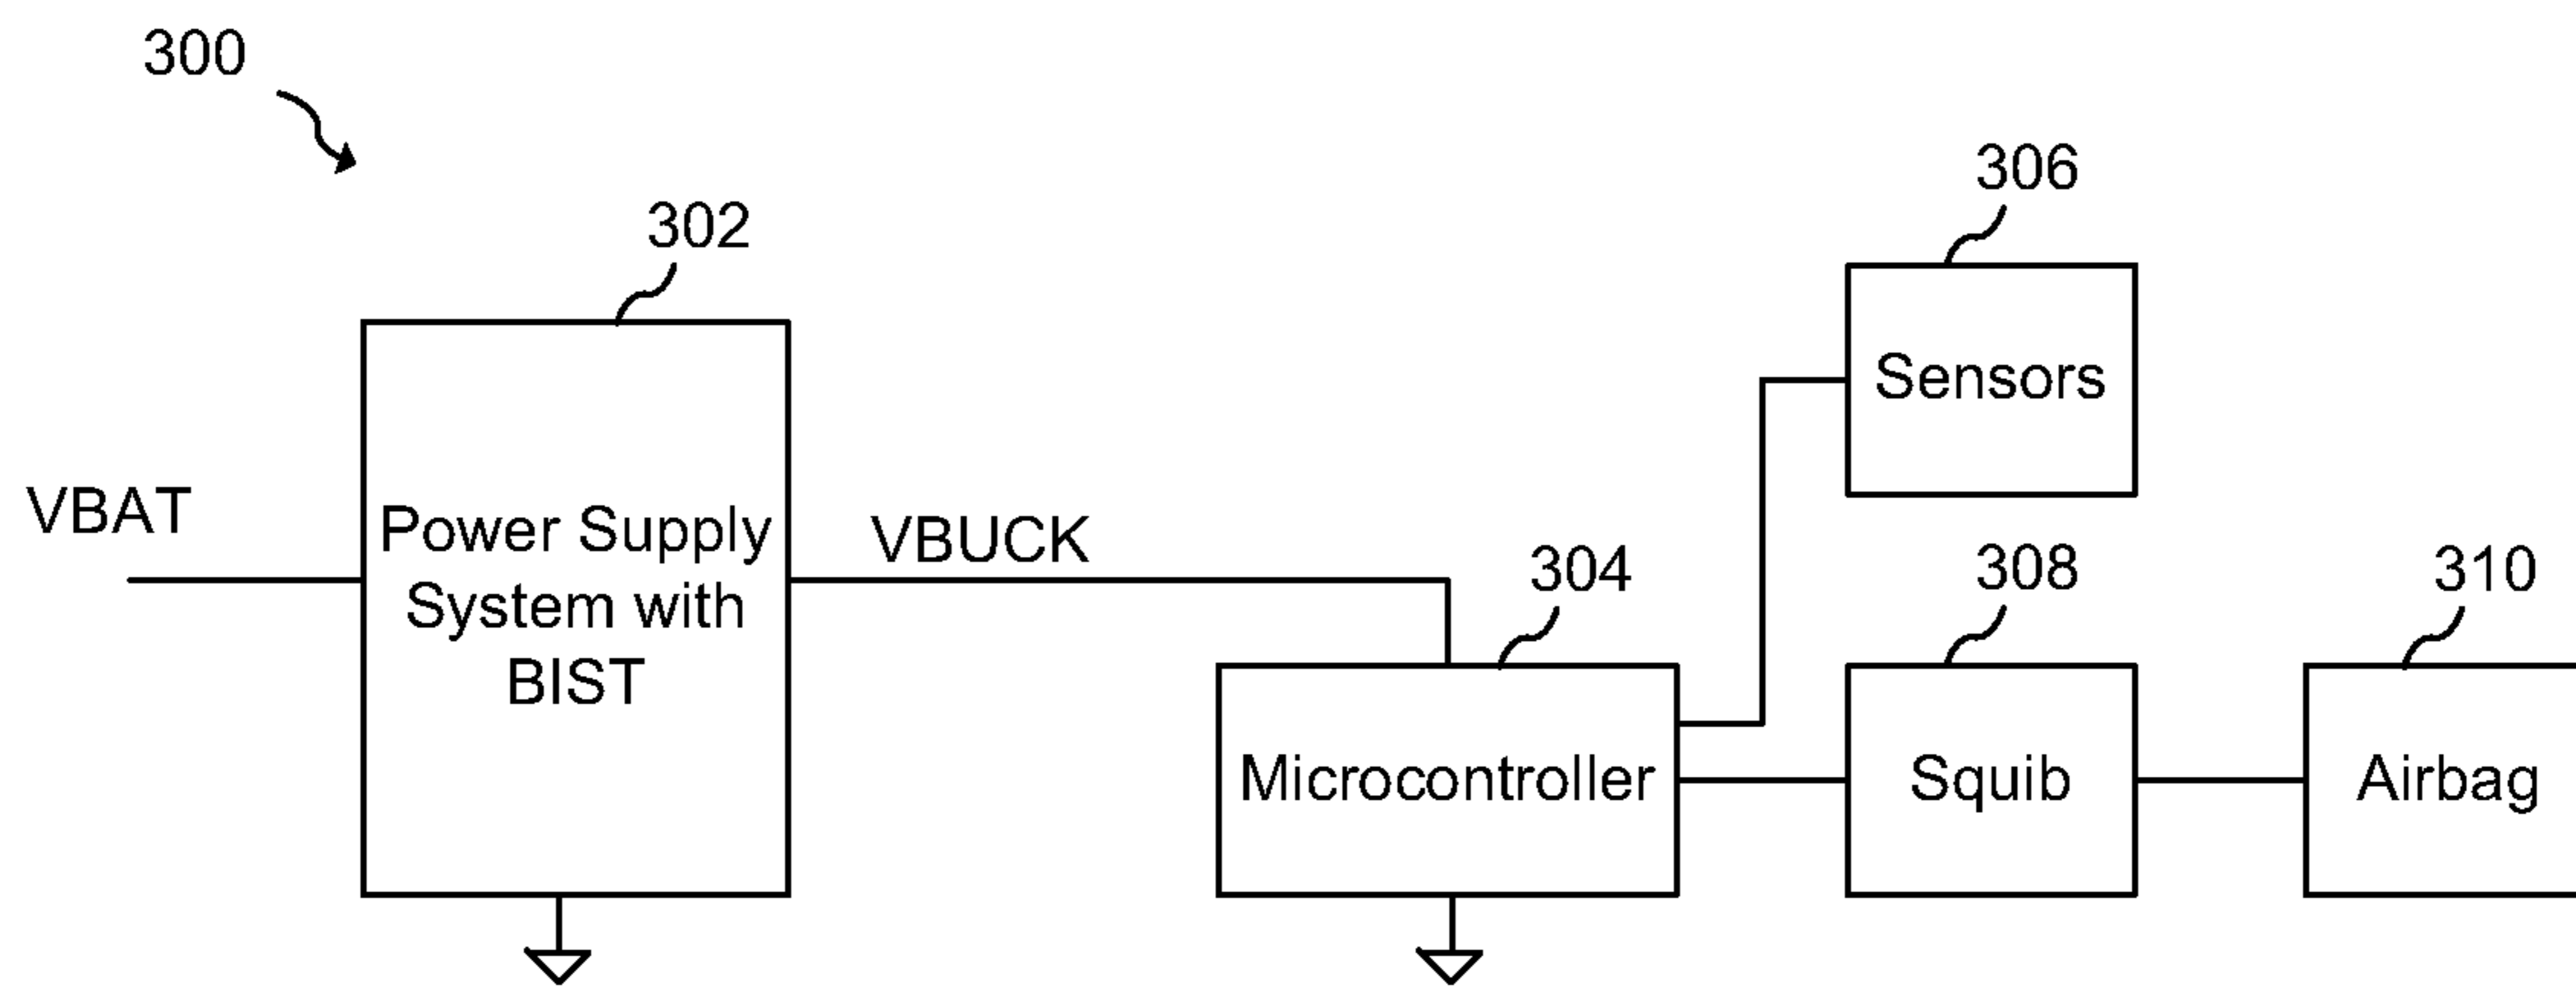 300
302
306
Sensors
VBAT
Power Supply
System with
BIST
VBUCK
304
308
310
Microcontroller
Squib
Airbag